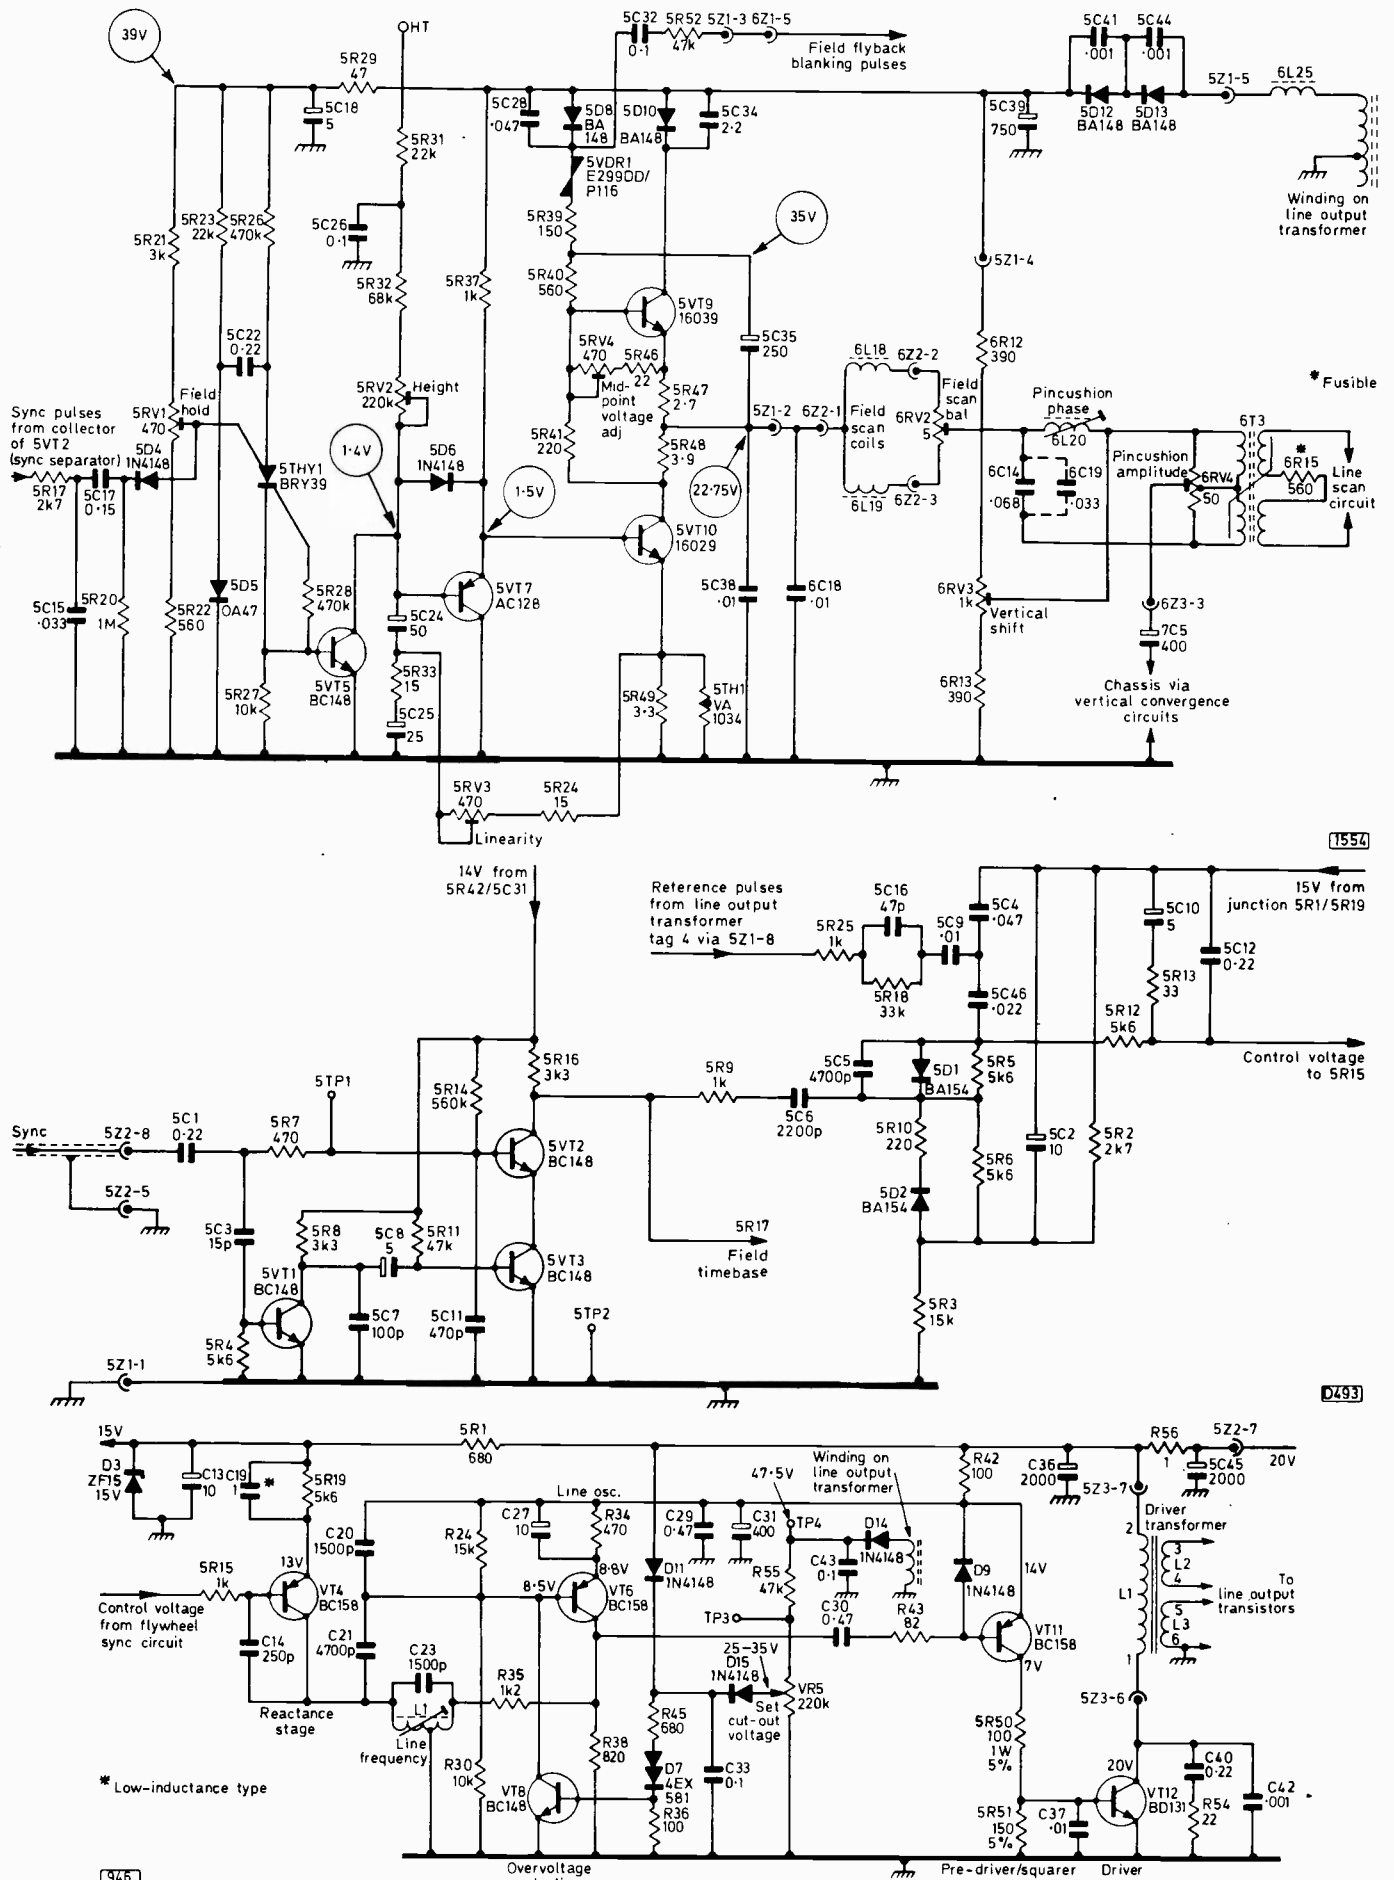 39V
HT
5C32
0·1
5R52
47k
5Z1-3
6Z1-5
Field flyback
blanking pulses
5C41
·001
5C44
·001
5Z1-5
6L25
5R29
47
5C18
5
5C28
·047
5D8
BA
148
5D10
BA148
5C34
2·2
5C39
750
5D12
BA148
5D13
BA148
5R31
22k
5VDR1
E299DD/
P116
Winding on
line output
transformer
5R21
3k
5R23
22k
5R26
470k
5C26
0·1
5R39
150
35V
5R32
68k
5R37
1k
5R40
560
5Z1-4
5VT9
16039
5C22
0·22
5C35
250
6R12
390
5RV4
470
5R46
22
6L18
6Z2-2
Sync pulses
from collector
of 5VT2
(sync separator)
5RV1
470
Field
hold
5RV2
220k
Height
Mid-
point
voltage
adj
5R47
2·7
5Z1-2
6Z2-1
Field
scan
coils
Field
scan
bal
6RV2
5
Pincushion
phase
6L20
*Fusible
6T3
5D4
1N4148
5R17
2k7
5C17
0·15
5THY1
BRY39
1·4V
5D6
1N4148
1·5V
5R41
220
5R48
3·9
22·75V
6L19
6Z2-3
6C14
·068
6C19
·033
Pincushion
amplitude
6RV4
50
*
6R15
560
Line
scan
circuit
5VT10
16029
5C15
·033
5R20
1M
5R22
560
5D5
OA47
5R28
470k
5C24
50
5VT7
AC128
5C38
·01
6C18
·01
6RV3
1k
Vertical
shift
6Z3-3
7C5
400
5R27
10k
5VT5
BC148
5R33
15
5C25
25
5R49
3·3
5TH1
VA
1034
6R13
390
Chassis via
vertical convergence
circuits
5RV3
470
5R24
15
Linearity
1554
14V from
5R42/5C31
Reference pulses
from line output
transformer
tag 4 via 5Z1-8
5R25
1k
5C16
47p
5R18
33k
5C9
·01
5C4
·047
5C46
·022
15V from
junction 5R1/5R19
5C10
5
5R13
33
5C12
0·22
5R12
5k6
Control voltage
to 5R15
5TP1
5R14
560k
5R16
3k3
5R9
1k
5C5
4700p
5C6
2200p
5D1
BA154
5R5
5k6
Sync
5Z2-8
5C1
0·22
5R7
470
5VT2
BC148
5R10
220
5R6
5k6
5C2
10
5R2
2k7
5Z2-5
5C3
15p
5R8
3k3
5C8
5
5R11
47k
5D2
BA154
5VT3
BC148
5R17
Field
timebase
5VT1
BC148
5C7
100p
5C11
470p
5TP2
5R3
15k
5R4
5k6
5Z1-1
D493
15V
5R1
680
R42
100
C36
2000
R56
1
5Z2-7
5C45
2000
20V
D3
ZF15
15V
C13
10
C19
1
*
5R19
5k6
Winding on
line output
transformer
47·5V
TP4
5Z3-7
Driver
transformer
C20
1500p
R24
15k
C27
10
Line osc.
R34
470
C29
0·47
C31
400
D14
1N4148
C43
0·1
D9
1N4148
14V
2
L1
3
L2
4
5
L3
6
1
To
line output
transistors
5R15
1k
13V
VT4
BC158
8·5V
8·8V
VT6
BC158
D11
1N4148
R55
47k
TP3
C30
0·47
R43
82
VT11
BC158
7V
Control voltage
from flywheel
sync circuit
C14
250p
C21
4700p
C23
1500p
L1
Line
frequency
R35
1k2
25-35V
D15
1N4148
Set
cut-out
voltage
VR5
220k
5Z3-6
Reactance
stage
R45
680
5R50
100
1W
5%
R38
820
R30
10k
D7
4EX
581
C33
0·1
20V
C40
0·22
C42
·001
*Low-inductance type
VT8
BC148
R36
100
5R51
150
5%
C37
·01
VT12
BD131
R54
22
946
Overvoltage
Pre-driver/squarer
Driver